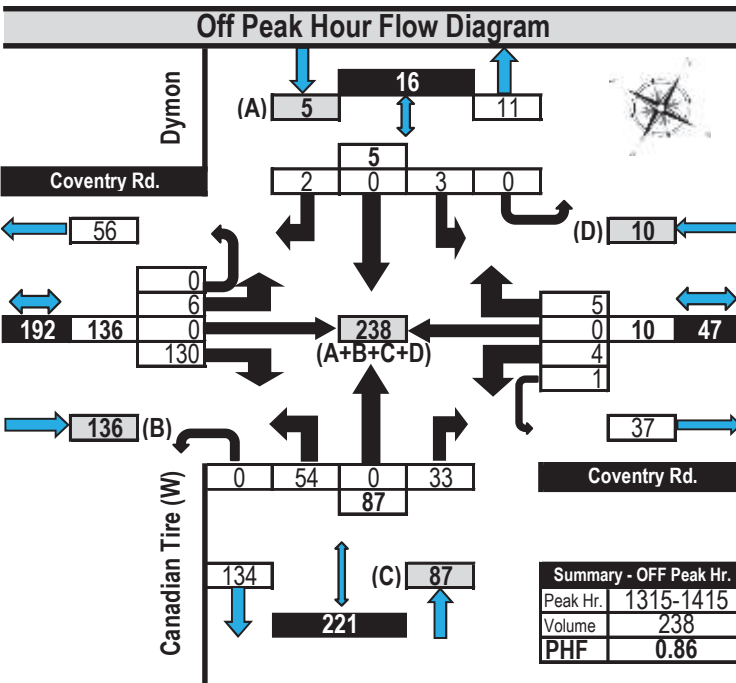 Off Peak Hour Flow Diagram
Dymon
16
(A) 5 11
5
Coventry Rd.
2 0 3 0
56
(D) 10
0
6 5
192 136 0 238 0 10 47
(A+B+C+D)
130 4
1
136 (B) 37
0 54 0 33
87
Coventry Rd.
Canadian Tire (W)
134 (C) 87
221
Summary - OFF Peak Hr.
Peak Hr. 1315-1415
Volume 238
PHF 0.86